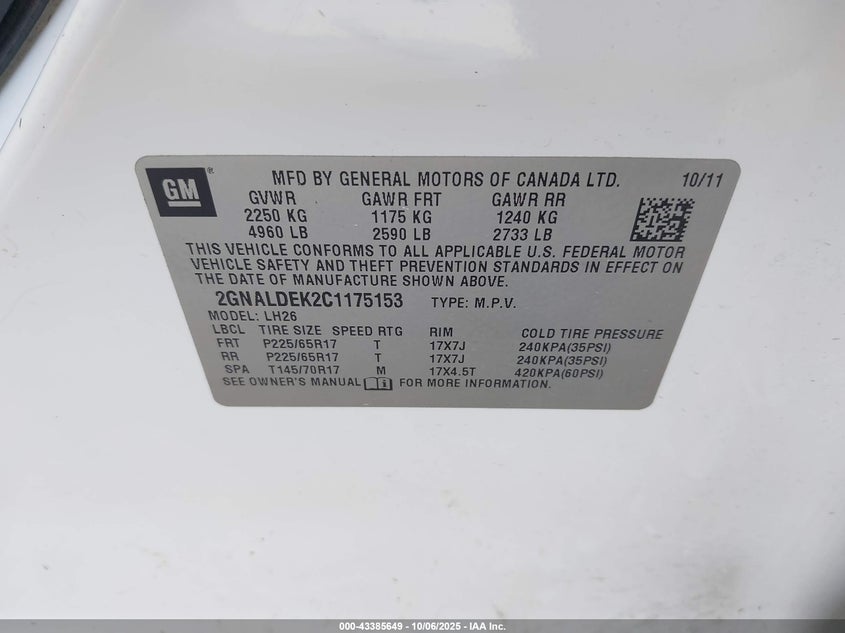 GM®
MFD BY GENERAL MOTORS OF CANADA LTD. 10/11
GVWR GAWR FRT GAWR RR
2250 KG 1175 KG 1240 KG
4960 LB 2590 LB 2733 LB
THIS VEHICLE CONFORMS TO ALL APPLICABLE U.S. FEDERAL MOTOR
VEHICLE SAFETY AND THEFT PREVENTION STANDARDS IN EFFECT ON
THE DATE OF MANUFACTURE SHOWN ABOVE.
2GNALDEK2C1175153 TYPE: M.P.V.
MODEL: LH26
LBCL TIRE SIZE SPEED RTG RIM COLD TIRE PRESSURE
FRT P225/65R17 T 17X7J 240KPA(35PSI)
RR P225/65R17 T 17X7J 240KPA(35PSI)
SPA T145/70R17 M 17X4.5T 420KPA(60PSI)
SEE OWNER'S MANUAL FOR MORE INFORMATION.
000-43385649 - 10/06/2025 - IAA Inc.